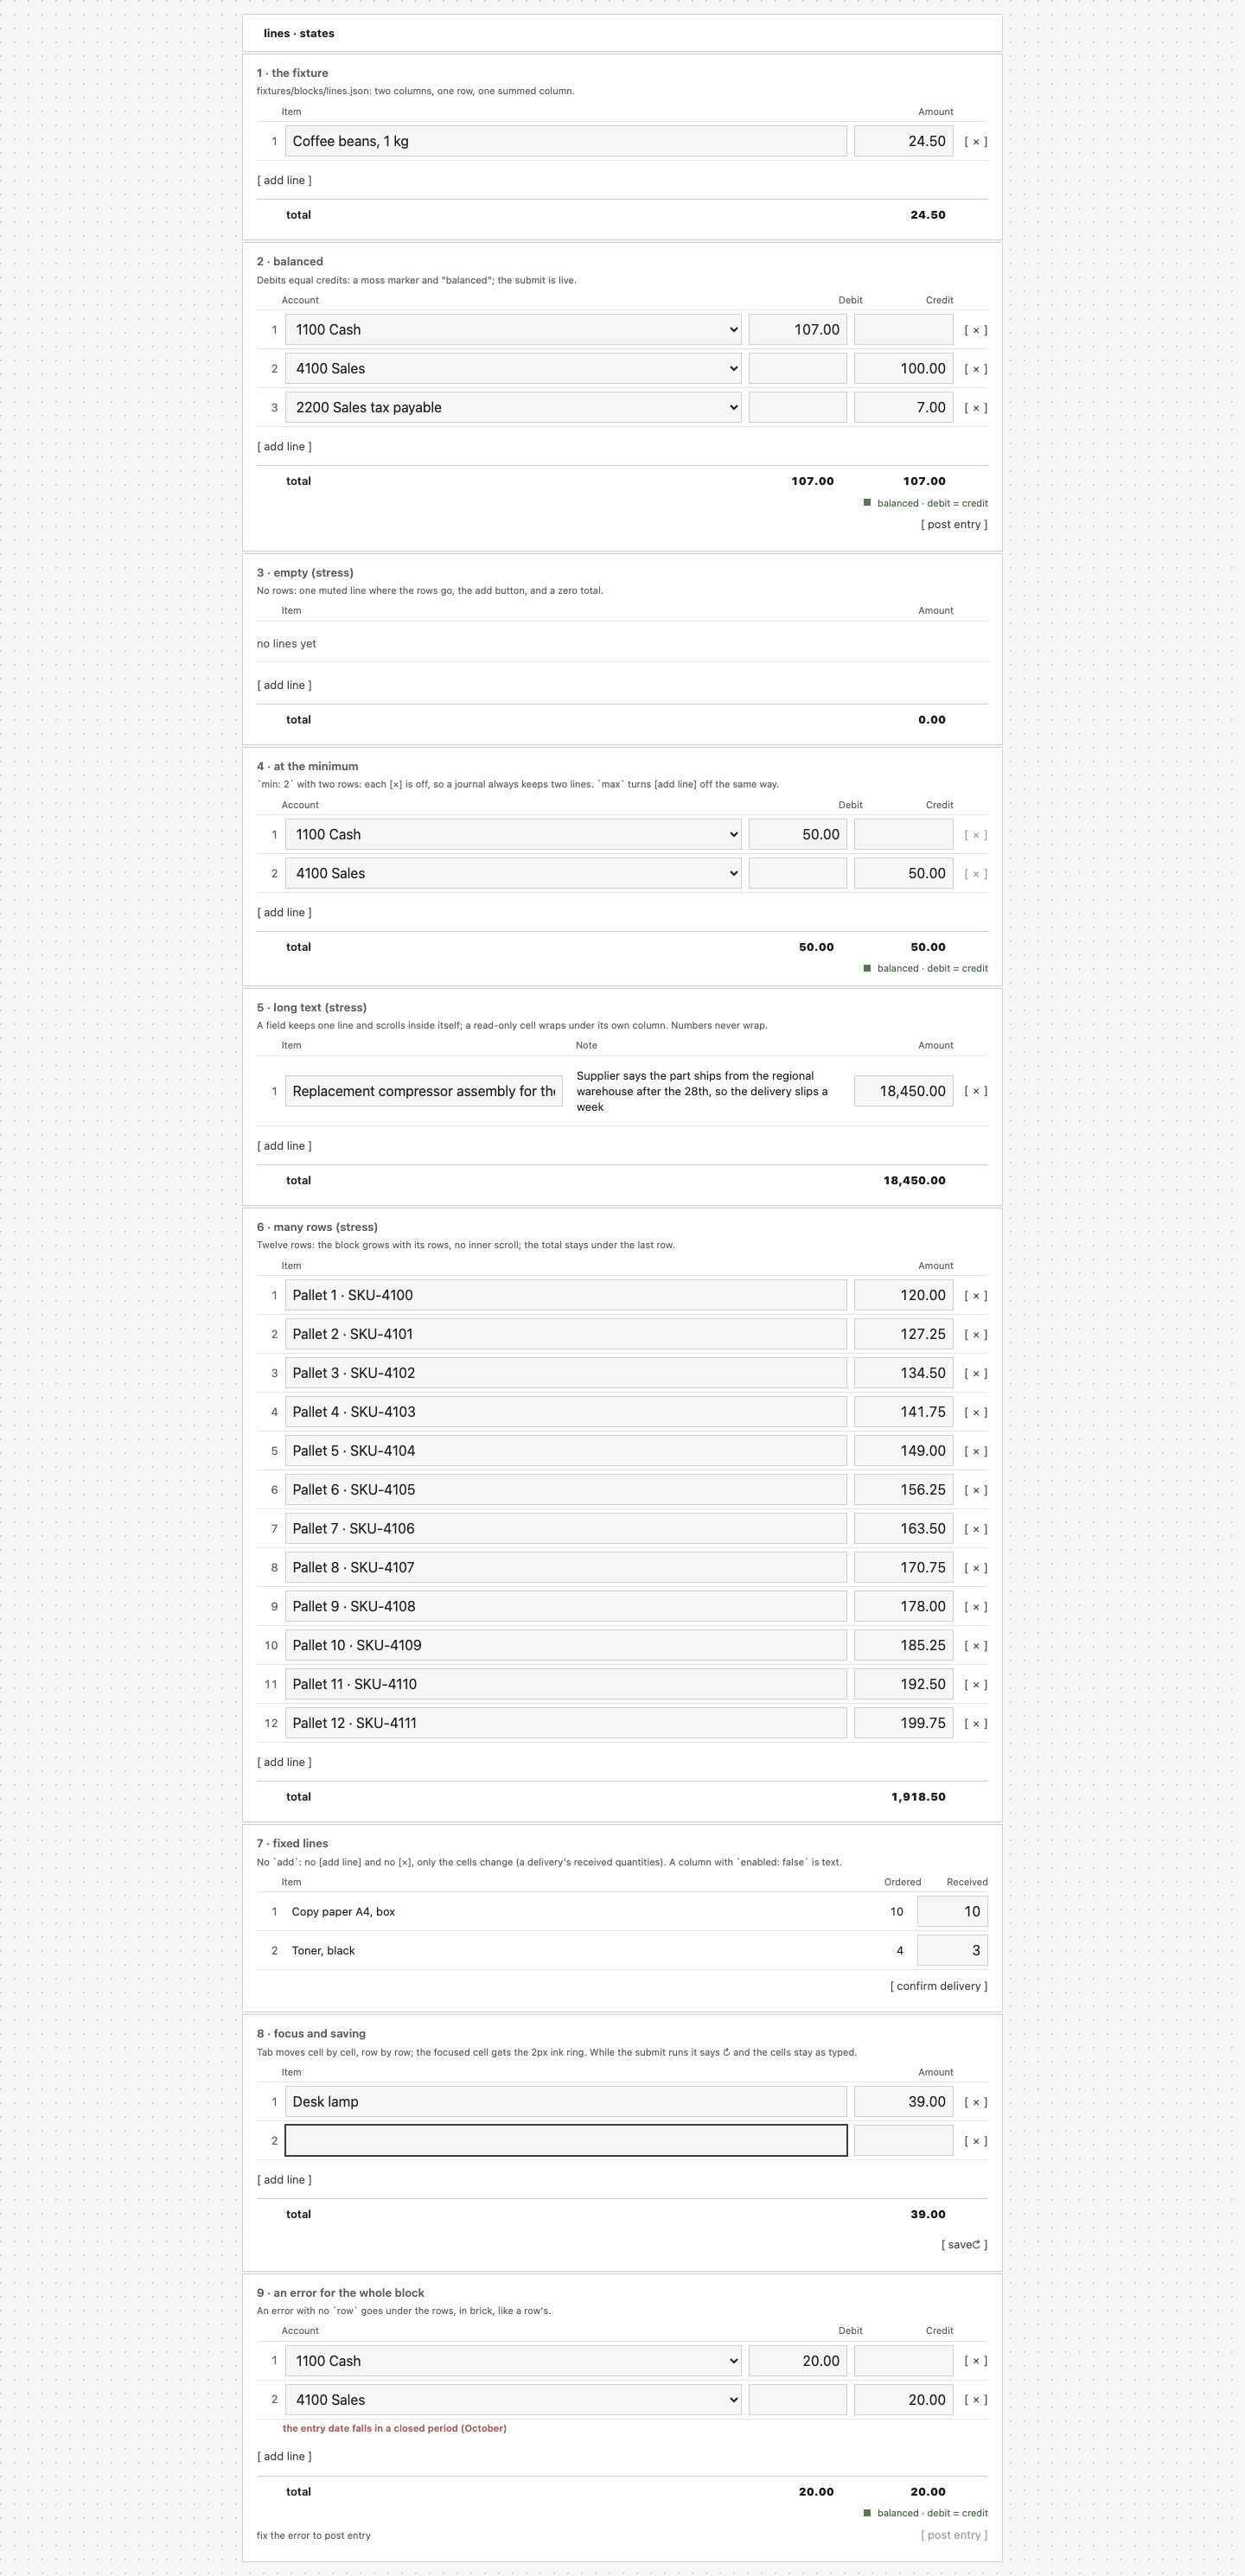 lines · states
1 · the fixture
fixtures/blocks/lines.json: two columns, one row, one summed column.
Item Amount
1 Coffee beans, 1 kg 24.50 [ × ]
[ add line ]
total 24.50
2 · balanced
Debits equal credits: a moss marker and "balanced"; the submit is live.
Account Debit Credit
1 1100 Cash 107.00 [ × ]
2 4100 Sales 100.00 [ × ]
3 2200 Sales tax payable 7.00 [ × ]
[ add line ]
total 107.00 107.00
balanced · debit = credit
[ post entry ]
3 · empty (stress)
No rows: one muted line where the rows go, the add button, and a zero total.
Item Amount
no lines yet
[ add line ]
total 0.00
4 · at the minimum
`min: 2` with two rows: each [×] is off, so a journal always keeps two lines. `max` turns [add line] off the same way.
Account Debit Credit
1 1100 Cash 50.00 [ × ]
2 4100 Sales 50.00 [ × ]
[ add line ]
total 50.00 50.00
balanced · debit = credit
5 · long text (stress)
A field keeps one line and scrolls inside itself; a read-only cell wraps under its own column. Numbers never wrap.
Item Note Amount
Supplier says the part ships from the regional
1 Replacement compressor assembly for the warehouse after the 28th, so the delivery slips a 18,450.00 [ × ]
week
[ add line ]
total 18,450.00
6 · many rows (stress)
Twelve rows: the block grows with its rows, no inner scroll; the total stays under the last row.
Item Amount
1 Pallet 1 · SKU-4100 120.00 [ × ]
2 Pallet 2 · SKU-4101 127.25 [ × ]
3 Pallet 3 · SKU-4102 134.50 [ × ]
4 Pallet 4 · SKU-4103 141.75 [ × ]
5 Pallet 5 · SKU-4104 149.00 [ × ]
6 Pallet 6 · SKU-4105 156.25 [ × ]
7 Pallet 7 · SKU-4106 163.50 [ × ]
8 Pallet 8 · SKU-4107 170.75 [ × ]
9 Pallet 9 · SKU-4108 178.00 [ × ]
10 Pallet 10 · SKU-4109 185.25 [ × ]
11 Pallet 11 · SKU-4110 192.50 [ × ]
12 Pallet 12 · SKU-4111 199.75 [ × ]
[ add line ]
total 1,918.50
7 · fixed lines
No `add`: no [add line] and no [×], only the cells change (a delivery's received quantities). A column with `enabled: false` is text.
Item Ordered Received
1 Copy paper A4, box 10 10
2 Toner, black 4 3
[ confirm delivery ]
8 · focus and saving
Tab moves cell by cell, row by row; the focused cell gets the 2px ink ring. While the submit runs it says ↻ and the cells stay as typed.
Item Amount
1 Desk lamp 39.00 [ × ]
2 [ × ]
[ add line ]
total 39.00
[ save↻ ]
9 · an error for the whole block
An error with no `row` goes under the rows, in brick, like a row's.
Account Debit Credit
1 1100 Cash 20.00 [ × ]
2 4100 Sales 20.00 [ × ]
the entry date falls in a closed period (October)
[ add line ]
total 20.00 20.00
balanced · debit = credit
fix the error to post entry [ post entry ]